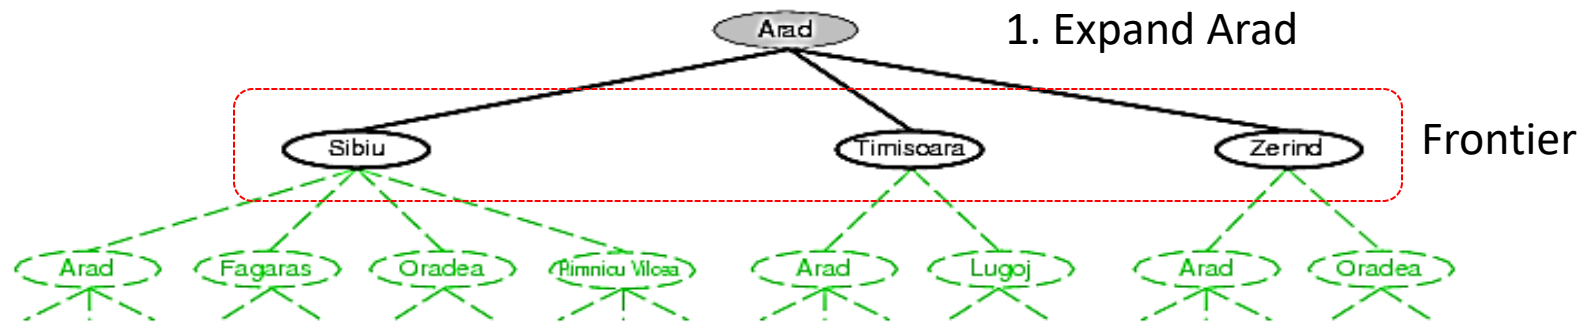 Arad
1. Expand Arad
Sibiu
Timisoara
Zerind
Frontier
Arad
Fagaras
Oradea
Rimnicu Vilcea
Arad
Lugoj
Arad
Oradea